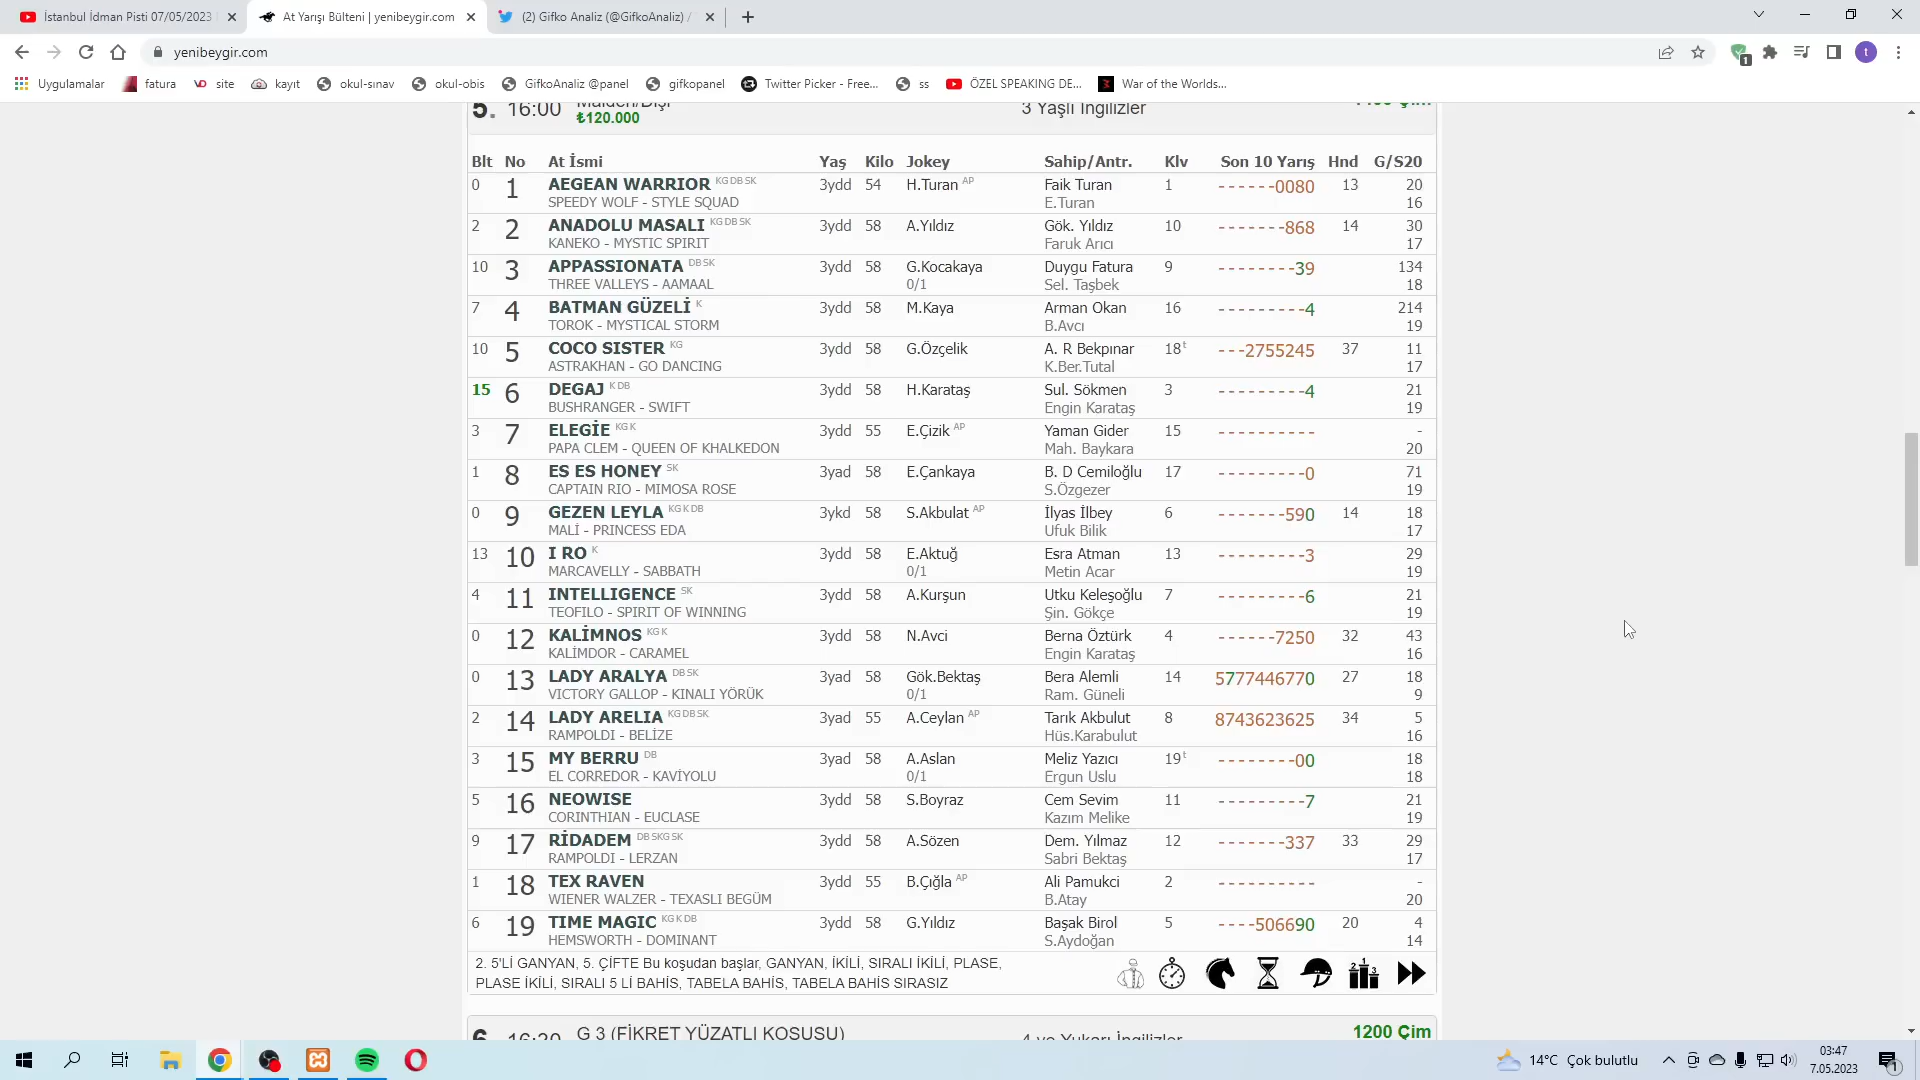 İstanbul İdman Pisti 07/05/2023
At Yarışı Bülteni | yenibeygir.com
(2) Gifko Analiz (@GifkoAnaliz) /
yenibeygir.com
1
t
Uygulamalar fatura VD site kayıt okul-sınav okul-obis GifkoAnaliz @panel gifkopanel Twitter Picker - Free... ss ÖZEL SPEAKING DE... War of the Worlds...
5. 16:00 Maiden/Dişi 3 Yaşlı İngilizler
₺120.000
Blt No At İsmi Yaş Kilo Jokey Sahip/Antr. Klv Son 10 Yarış Hnd G/S20
0 1 AEGEAN WARRIOR KG DB SK 3ydd 54 H.Turan AP Faik Turan 1 ------0080 13 20
SPEEDY WOLF - STYLE SQUAD E.Turan 16
2 2 ANADOLU MASALI KG DB SK 3ydd 58 A.Yıldız Gök. Yıldız 10 -------868 14 30
KANEKO - MYSTIC SPIRIT Faruk Arıcı 17
10 3 APPASSIONATA DB SK 3ydd 58 G.Kocakaya Duygu Fatura 9 --------39 134
THREE VALLEYS - AAMAAL 0/1 Sel. Taşbek 18
7 4 BATMAN GÜZELİ K 3ydd 58 M.Kaya Arman Okan 16 ---------4 214
TOROK - MYSTICAL STORM B.Avcı 19
10 5 COCO SISTER KG 3ydd 58 G.Özçelik A. R Bekpınar 18t ---2755245 37 11
ASTRAKHAN - GO DANCING K.Ber.Tutal 17
15 6 DEGAJ K DB 3ydd 58 H.Karataş Sul. Sökmen 3 ---------4 21
BUSHRANGER - SWIFT Engin Karataş 19
3 7 ELEGİE KG K 3ydd 55 E.Çizik AP Yaman Gider 15 ---------- -
PAPA CLEM - QUEEN OF KHALKEDON Mah. Baykara 20
1 8 ES ES HONEY SK 3yad 58 E.Çankaya B. D Cemiloğlu 17 ---------0 71
CAPTAIN RIO - MIMOSA ROSE S.Özgezer 19
0 9 GEZEN LEYLA KG K DB 3ykd 58 S.Akbulat AP İlyas İlbey 6 -------590 14 18
MALİ - PRINCESS EDA Ufuk Bilik 17
13 10 I RO K 3ydd 58 E.Aktuğ Esra Atman 13 ---------3 29
MARCAVELLY - SABBATH 0/1 Metin Acar 19
4 11 INTELLIGENCE SK 3ydd 58 A.Kurşun Utku Keleşoğlu 7 ---------6 21
TEOFILO - SPIRIT OF WINNING Şin. Gökçe 19
0 12 KALİMNOS KG K 3ydd 58 N.Avci Berna Öztürk 4 ------7250 32 43
KALİMDOR - CARAMEL Engin Karataş 16
0 13 LADY ARALYA DB SK 3yad 58 Gök.Bektaş Bera Alemli 14 5777446770 27 18
VICTORY GALLOP - KINALI YÖRÜK 0/1 Ram. Güneli 9
2 14 LADY ARELIA KG DB SK 3yad 55 A.Ceylan AP Tarık Akbulut 8 8743623625 34 5
RAMPOLDI - BELİZE Hüs.Karabulut 16
3 15 MY BERRU DB 3yad 58 A.Aslan Meliz Yazıcı 19t --------00 18
EL CORREDOR - KAVİYOLU 0/1 Ergun Uslu 18
5 16 NEOWISE 3ydd 58 S.Boyraz Cem Sevim 11 ---------7 21
CORINTHIAN - EUCLASE Kazım Melike 19
9 17 RİDADEM DB SKG SK 3ydd 58 A.Sözen Dem. Yılmaz 12 -------337 33 29
RAMPOLDI - LERZAN Sabri Bektaş 17
1 18 TEX RAVEN 3ydd 55 B.Çığla AP Ali Pamukci 2 ---------- -
WIENER WALZER - TEXASLI BEGÜM B.Atay 20
6 19 TIME MAGIC KG K DB 3ydd 58 G.Yıldız Başak Birol 5 ----506690 20 4
HEMSWORTH - DOMINANT S.Aydoğan 14
2. 5'Lİ GANYAN, 5. ÇİFTE Bu koşudan başlar, GANYAN, İKİLİ, SIRALI İKİLİ, PLASE,
PLASE İKİLİ, SIRALI 5 Lİ BAHİS, TABELA BAHİS, TABELA BAHİS SIRASIZ
6. 16:30 G 3 (FİKRET YÜZATLI KOŞUSU) 4 ve Yukarı İngilizler 1200 Çim
14°C Çok bulutlu
03:47
7.05.2023
1